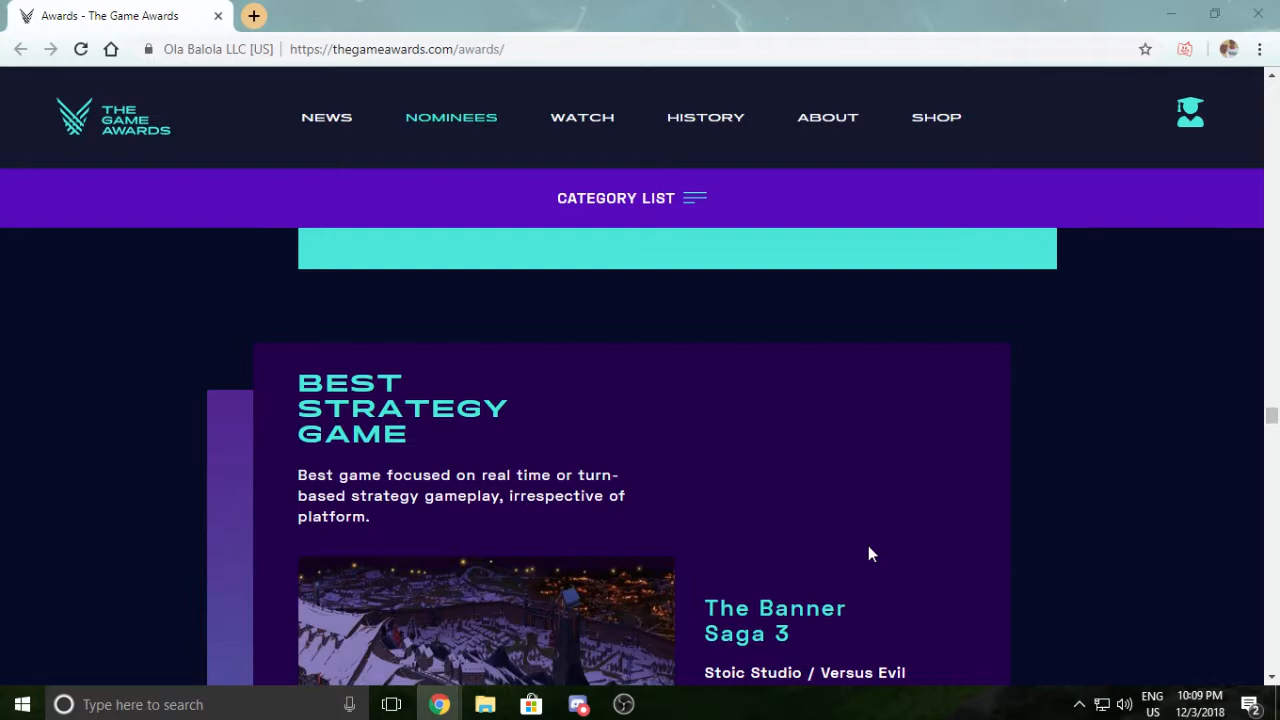 Awards - The Game Awards
Ola Balola LLC [US] https://thegameawards.com/awards/
THE
GAME
AWARDS
NEWS NOMINEES WATCH HISTORY ABOUT SHOP
CATEGORY LIST
BEST
STRATEGY
GAME
Best game focused on real time or turn-
based strategy gameplay, irrespective of
platform.
The Banner
Saga 3
Stoic Studio / Versus Evil
Type here to search
ENG
US
10:09 PM
12/3/2018
2